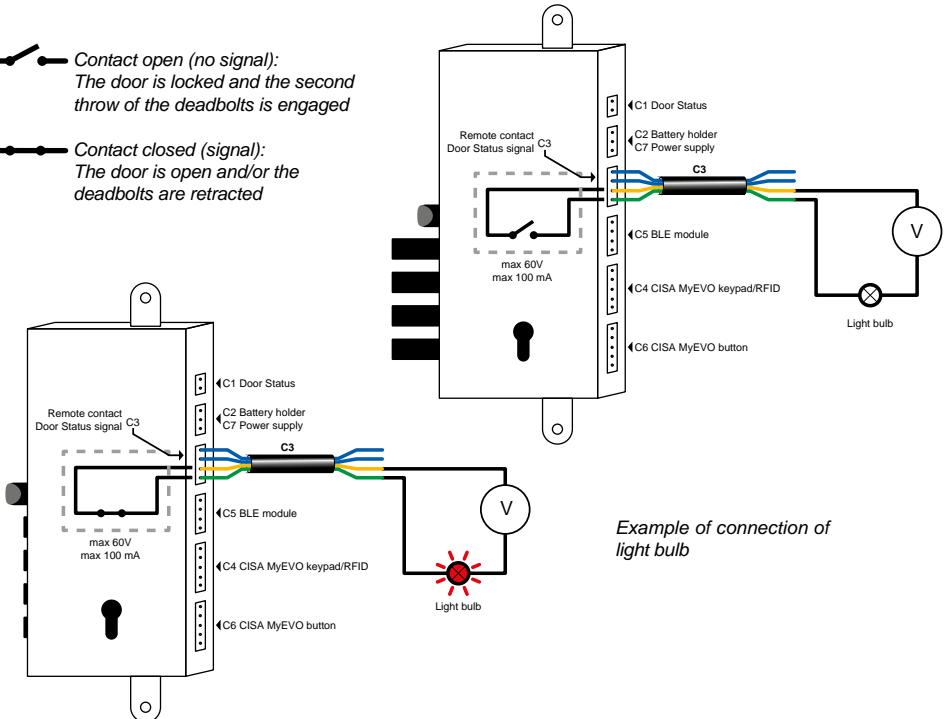 Contact open (no signal):
The door is locked and the second
throw of the deadbolts is engaged
Contact closed (signal):
The door is open and/or the
deadbolts are retracted
C1 Door Status
C2 Battery holder
C7 Power supply
Remote contact
Door Status signal C3
C3
max 60V
max 100 mA
C5 BLE module
C4 CISA MyEVO keypad/RFID
C6 CISA MyEVO button
V
Light bulb
C1 Door Status
C2 Battery holder
C7 Power supply
Remote contact
Door Status signal C3
C3
max 60V
max 100 mA
C5 BLE module
C4 CISA MyEVO keypad/RFID
C6 CISA MyEVO button
V
Light bulb
Example of connection of
light bulb